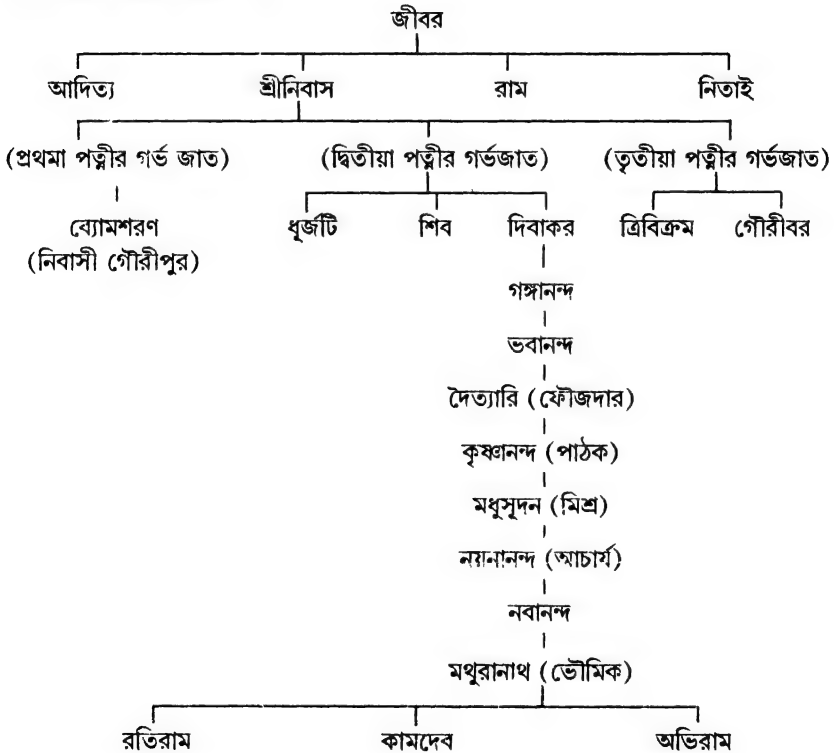 জীবর
আদিত্য শ্রীনিবাস রাম নিতাই
(প্রথমা পত্নীর গর্ভ জাত) (দ্বিতীয়া পত্নীর গর্ভজাত) (তৃতীয়া পত্নীর গর্ভজাত)
ব্যোমশরণ ধূর্জটি শিব দিবাকর ত্রিবিক্রম গৌরীবর
(নিবাসী গৌরীপুর)
গঙ্গানন্দ
ভবানন্দ
দৈত্যারি (ফৌজদার)
কৃষ্ণানন্দ (পাঠক)
মধুসূদন (মিশ্র)
নয়নানন্দ (আচার্য)
নবানন্দ
মথুরানাথ (ভৌমিক)
রতিরাম কামদেব অভিরাম